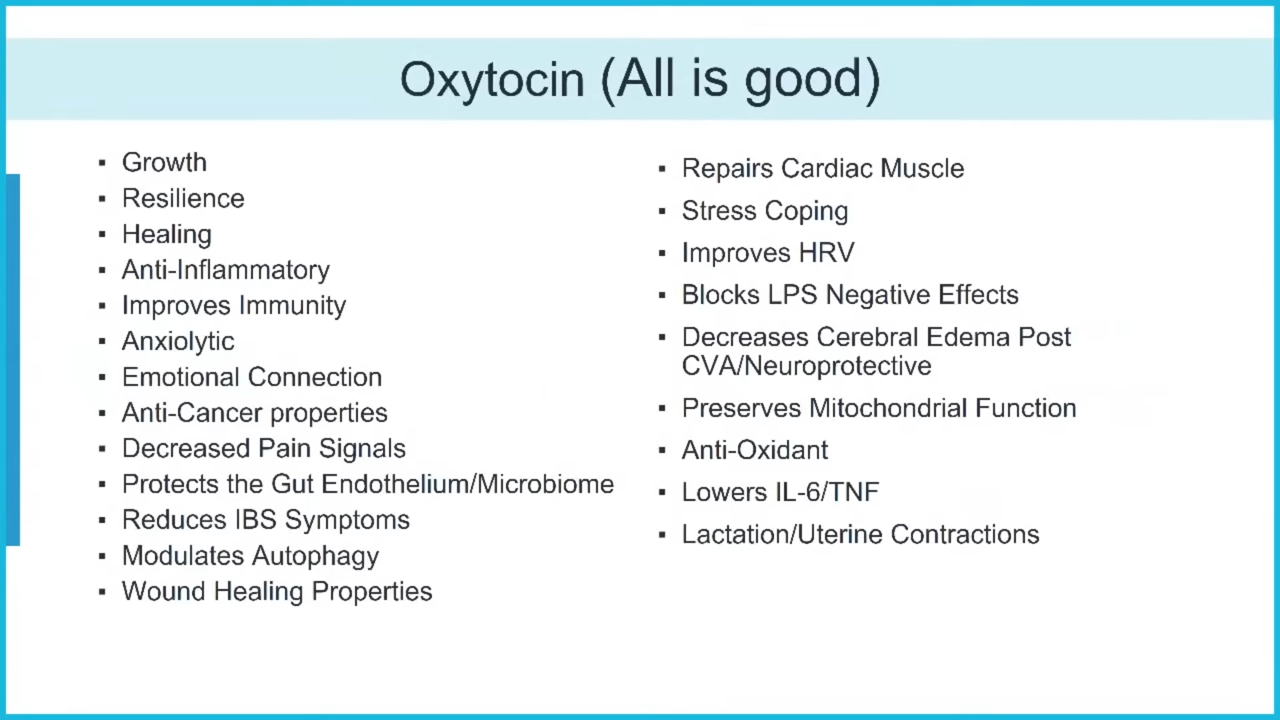 Oxytocin (All is good)
▪ Growth
▪ Resilience
▪ Healing
▪ Anti-Inflammatory
▪ Improves Immunity
▪ Anxiolytic
▪ Emotional Connection
▪ Anti-Cancer properties
▪ Decreased Pain Signals
▪ Protects the Gut Endothelium/Microbiome
▪ Reduces IBS Symptoms
▪ Modulates Autophagy
▪ Wound Healing Properties
▪ Repairs Cardiac Muscle
▪ Stress Coping
▪ Improves HRV
▪ Blocks LPS Negative Effects
▪ Decreases Cerebral Edema Post
CVA/Neuroprotective
▪ Preserves Mitochondrial Function
▪ Anti-Oxidant
▪ Lowers IL-6/TNF
▪ Lactation/Uterine Contractions